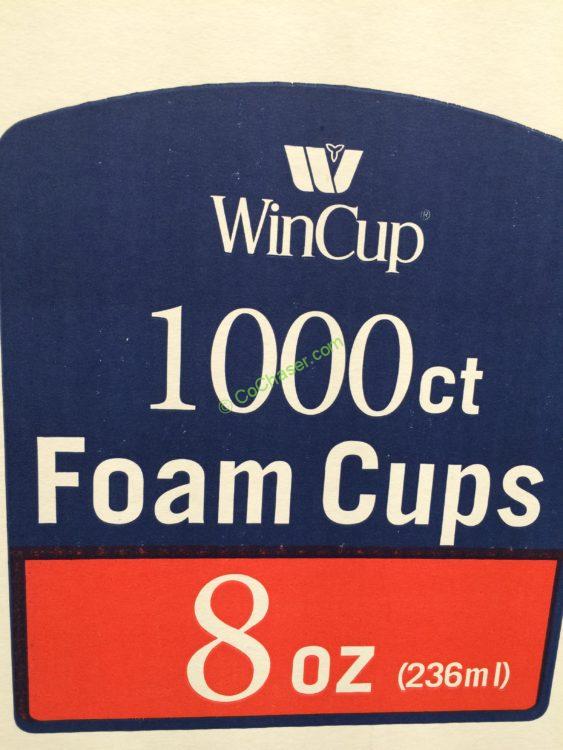 WinCup®
1000ct
© CoChaser.com
Foam Cups
8 oz (236ml)